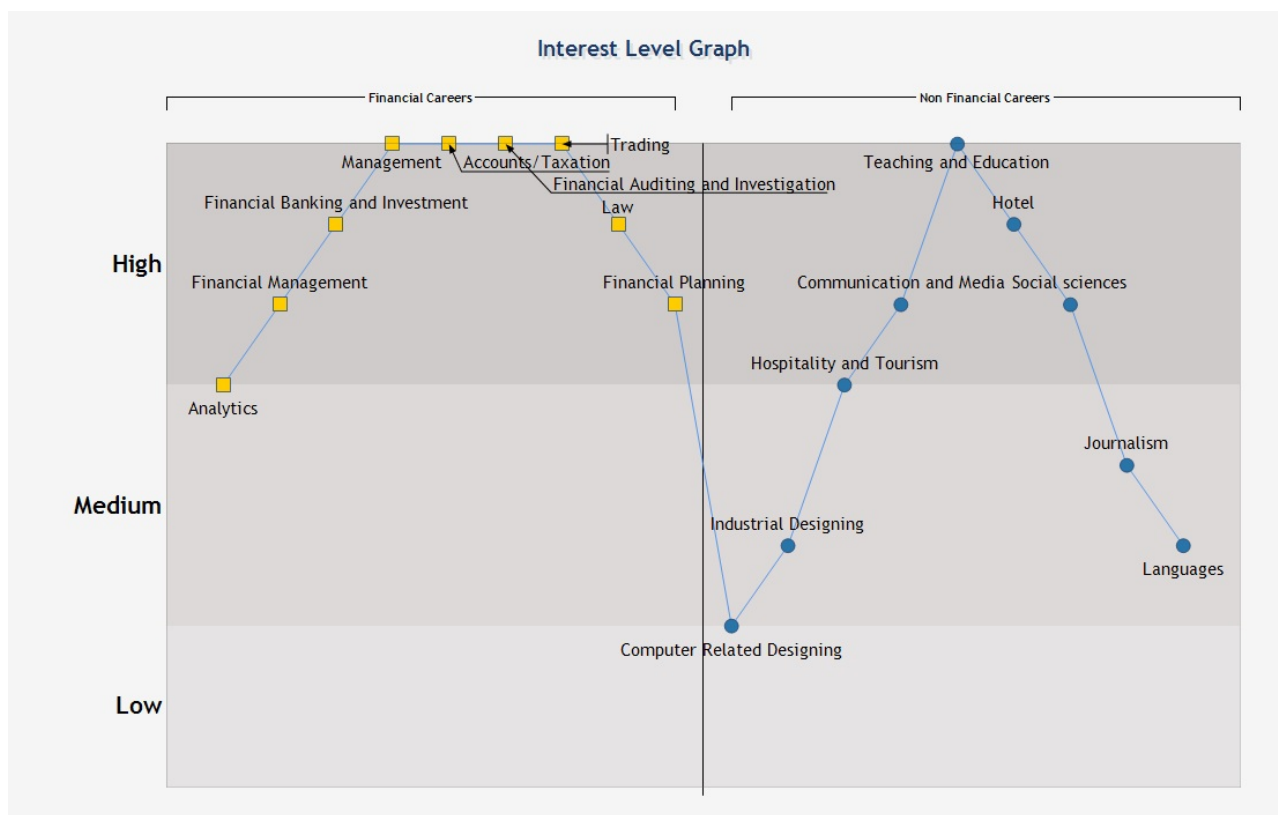 Interest Level Graph
Financial Careers
Non Financial Careers
Trading
Management
Accounts/Taxation
Teaching and Education
Financial Auditing and Investigation
Financial Banking and Investment
Law
Hotel
High
Financial Management
Financial Planning
Communication and Media
Social sciences
Hospitality and Tourism
Analytics
Journalism
Medium
Industrial Designing
Languages
Computer Related Designing
Low